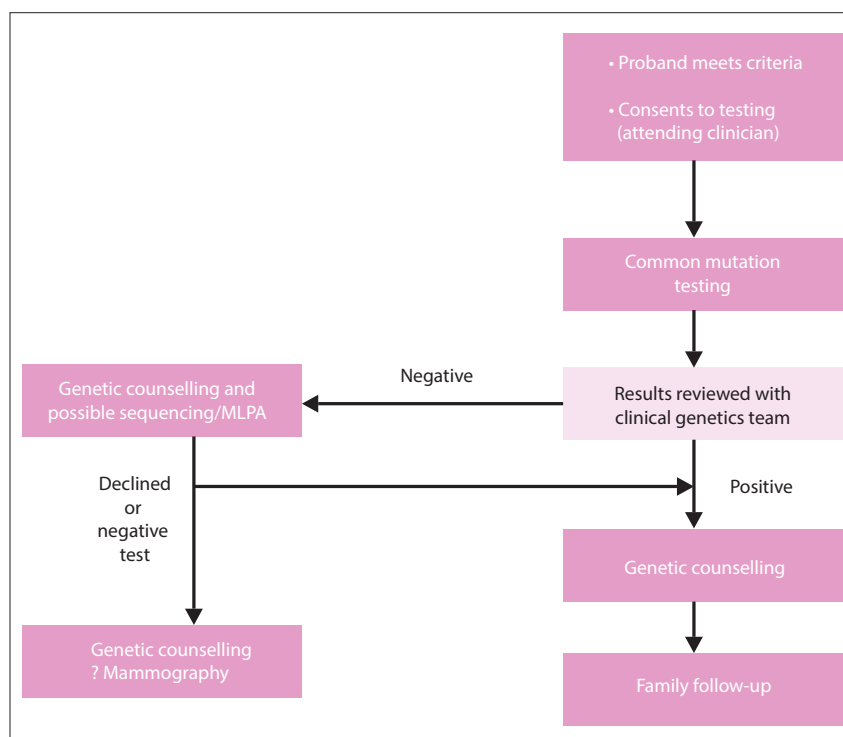 • Proband meets criteria
• Consents to testing
(attending clinician)
Common mutation
testing
Results reviewed with
clinical genetics team
Negative
Genetic counselling and
possible sequencing/MLPA
Positive
Declined
or
negative
test
Genetic counselling
Genetic counselling
? Mammography
Family follow-up